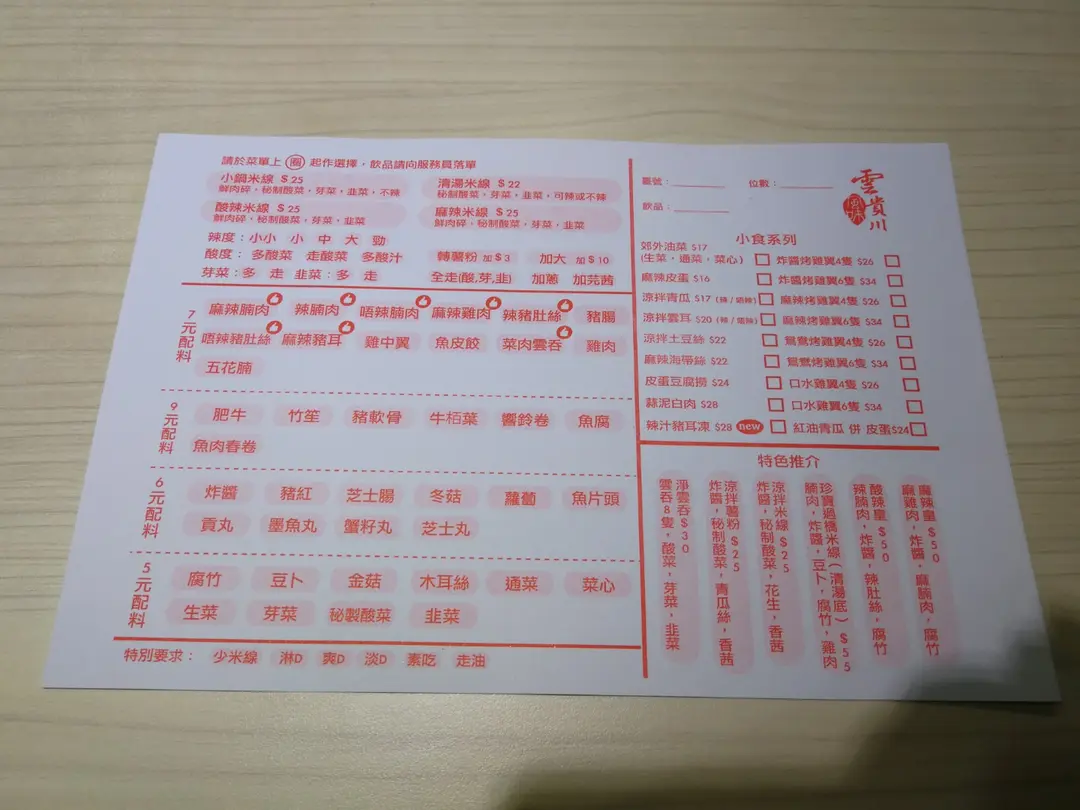 請於菜單上 圈 起作選擇，飲品請向服務員落單
小鍋米線 $25
鮮肉碎，秘制酸菜，芽菜，韭菜，不辣
清湯米線 $22
秘制酸菜、芽菜，韭菜，可辣或不辣
酸辣米線 $25
鮮肉碎，秘制酸菜，芽菜，韭菜
麻辣米線 $25
鮮肉碎，秘制酸菜，芽菜，韭菜
辣度： 小小 小 中 大 勁
酸度： 多酸菜 走酸菜 多酸汁
轉薯粉 加$3 加大 加$10
芽菜：多 走 韭菜：多 走
全走(酸,芽,韭) 加蔥 加芫茜
7元配料
麻辣腩肉 辣腩肉 唔辣腩肉 麻辣雞肉 辣豬肚絲 豬腸
唔辣豬肚絲 麻辣豬耳 雞中翼 魚皮餃 菜肉雲吞 雞肉
五花腩
9元配料
肥牛 竹笙 豬軟骨 牛栢葉 響鈴卷 魚腐
魚肉春卷
6元配料
炸醬 豬紅 芝士腸 冬菇 蘿蔔 魚片頭
貢丸 墨魚丸 蟹籽丸 芝士丸
5元配料
腐竹 豆卜 金菇 木耳絲 通菜 菜心
生菜 芽菜 秘製酸菜 韭菜
特別要求： 少米線 淋D 爽D 淡D 素吃 走油
檯號：
位數：
飲品：
雲貴川
風味
小食系列
郊外油菜 $17
(生菜，通菜，菜心)
炸醬烤雞翼4隻 $26
麻辣皮蛋 $16
炸醬烤雞翼6隻 $34
涼拌青瓜 $17 (辣 / 唔辣)
麻辣烤雞翼4隻 $26
涼拌雲耳 $20 (辣 / 唔辣)
麻辣烤雞翼6隻 $34
涼拌土豆絲 $22
鴛鴦烤雞翼4隻 $26
麻辣海帶絲 $22
鴛鴦烤雞翼6隻 $34
皮蛋豆腐撈 $24
口水雞翼4隻 $26
蒜泥白肉 $28
口水雞翼6隻 $34
辣汁豬耳凍 $28 new
紅油青瓜 併 皮蛋$24
特色推介
麻辣皇 $50
麻雞肉，炸醬，麻腩肉，腐竹
酸辣皇 $50
辣腩肉，炸醬，辣肚絲，腐竹
珍寶過橋米線(清湯底) $55
腩肉，炸醬，豆卜，腐竹，雞肉
涼拌米線 $25
炸醬，秘制酸菜，花生，香茜
涼拌薯粉 $25
炸醬，秘制酸菜，青瓜絲，香茜
淨雲吞 $30
雲吞8隻，酸菜，芽菜，韭菜